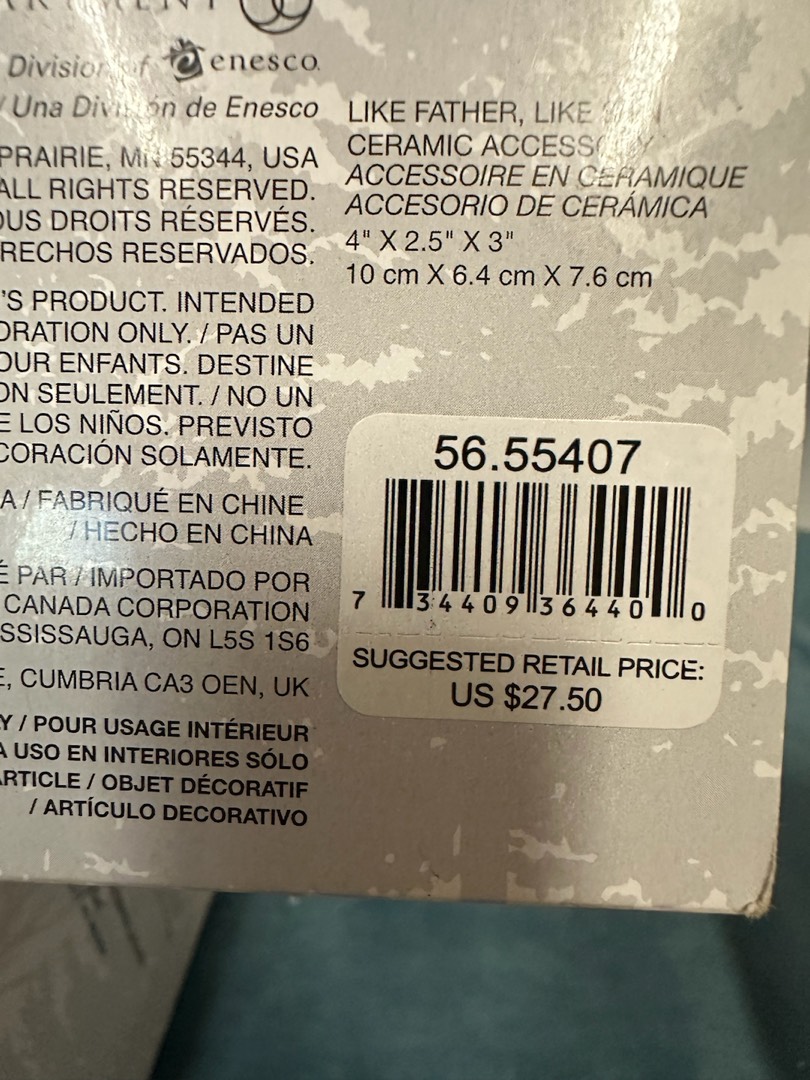 Division of enesco.
/ Una División de Enesco
PRAIRIE, MN 55344, USA
ALL RIGHTS RESERVED.
OUS DROITS RÉSERVÉS.
RECHOS RESERVADOS.
'S PRODUCT. INTENDED
ORATION ONLY. / PAS UN
OUR ENFANTS. DESTINE
ON SEULEMENT. / NO UN
E LOS NIÑOS. PREVISTO
CORACIÓN SOLAMENTE.
A / FABRIQUÉ EN CHINE
/ HECHO EN CHINA
É PAR / IMPORTADO POR
CANADA CORPORATION
SSISSAUGA, ON L5S 1S6
E, CUMBRIA CA3 OEN, UK
Y / POUR USAGE INTÉRIEUR
A USO EN INTERIORES SÓLO
ARTICLE / OBJET DÉCORATIF
/ ARTÍCULO DECORATIVO
LIKE FATHER, LIKE
CERAMIC ACCESSORY
ACCESSOIRE EN CERAMIQUE
ACCESORIO DE CERÁMICA
4" X 2.5" X 3"
10 cm X 6.4 cm X 7.6 cm
56.55407
7 34409 36440 0
SUGGESTED RETAIL PRICE:
US $27.50